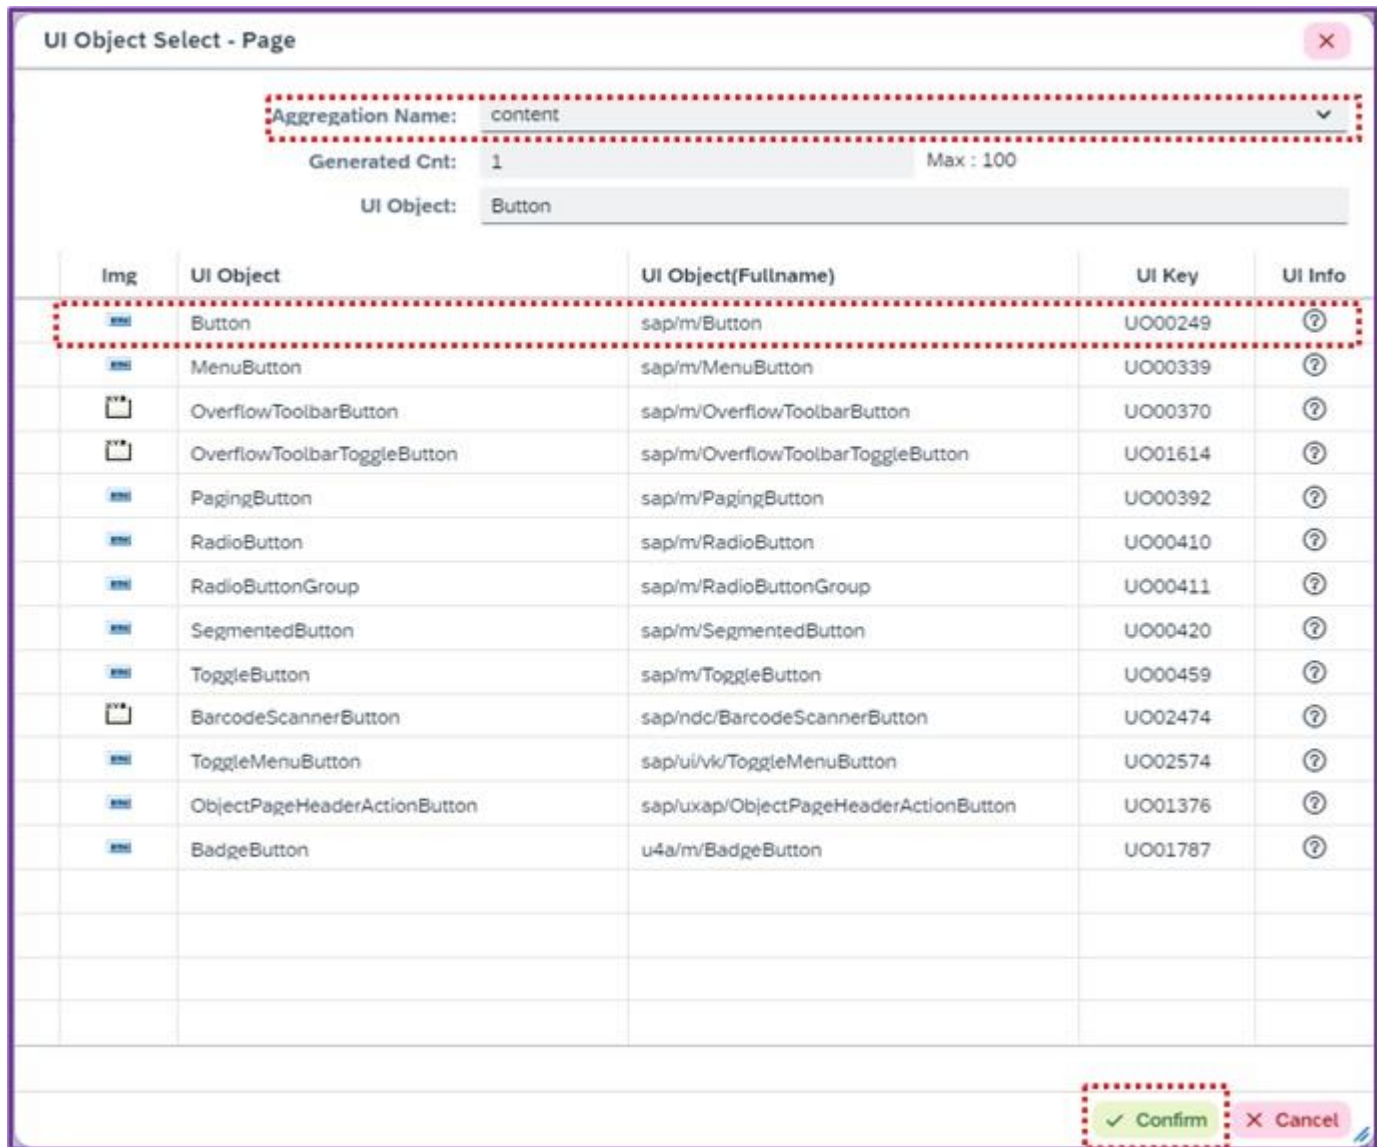 UI Object Select - Page
Aggregation Name: content
Generated Cnt: 1 Max : 100
UI Object: Button
Img UI Object UI Object(Fullname) UI Key UI Info
Button sap/m/Button UO00249
MenuButton sap/m/MenuButton UO00339
OverflowToolbarButton sap/m/OverflowToolbarButton UO00370
OverflowToolbarToggleButton sap/m/OverflowToolbarToggleButton UO01614
PagingButton sap/m/PagingButton UO00392
RadioButton sap/m/RadioButton UO00410
RadioButtonGroup sap/m/RadioButtonGroup UO00411
SegmentedButton sap/m/SegmentedButton UO00420
ToggleButton sap/m/ToggleButton UO00459
BarcodeScannerButton sap/ndc/BarcodeScannerButton UO02474
ToggleMenuButton sap/ui/vk/ToggleMenuButton UO02574
ObjectPageHeaderActionButton sap/uxap/ObjectPageHeaderActionButton UO01376
BadgeButton u4a/m/BadgeButton UO01787
Confirm Cancel